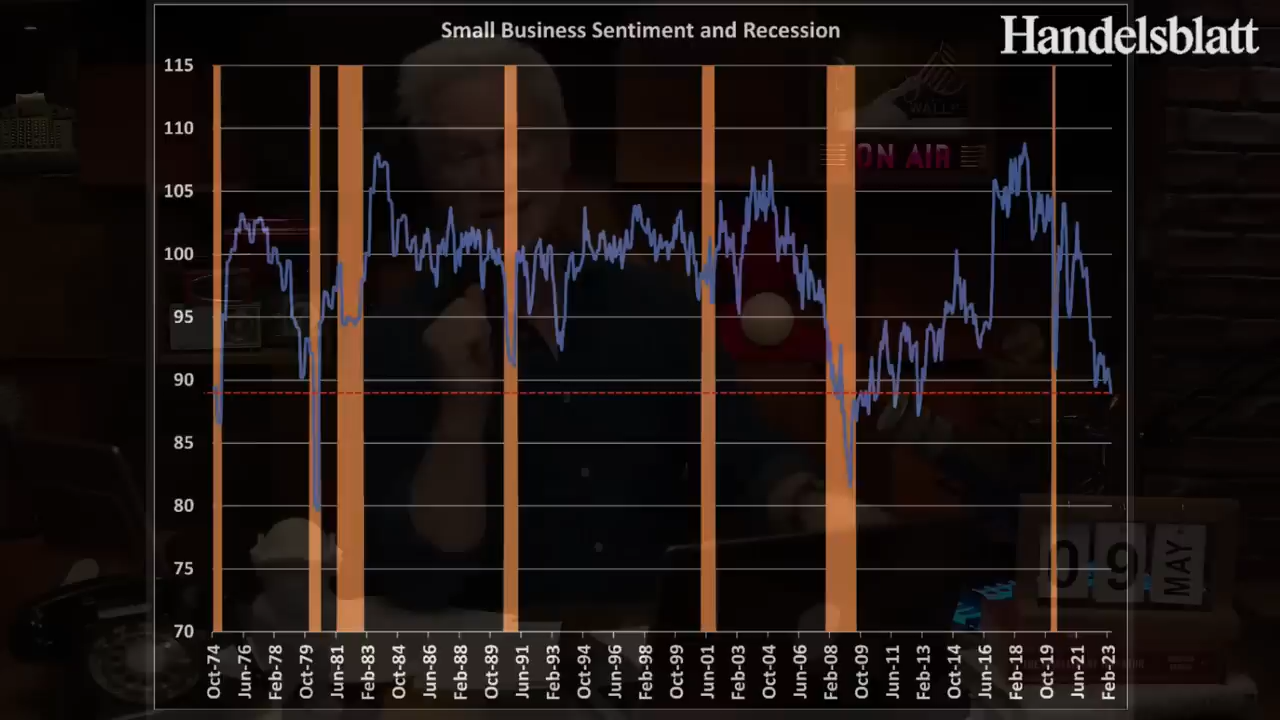 Small Business Sentiment and Recession
Handelsblatt
115
110
105
100
95
90
85
80
75
70
Oct-74
Jun-76
Feb-78
Oct-79
Jun-81
Feb-83
Oct-84
Jun-86
Feb-88
Oct-89
Jun-91
Feb-93
Oct-94
Jun-96
Feb-98
Oct-99
Jun-01
Feb-03
Oct-04
Jun-06
Feb-08
Oct-09
Jun-11
Feb-13
Oct-14
Jun-16
Feb-18
Oct-19
Jun-21
Feb-23
ON AIR
09 MAY